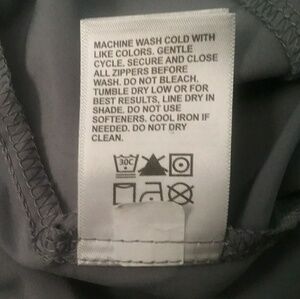 MACHINE WASH COLD WITH
LIKE COLORS. GENTLE
CYCLE. SECURE AND CLOSE
ALL ZIPPERS BEFORE
WASH. DO NOT BLEACH.
TUMBLE DRY LOW OR FOR
BEST RESULTS, LINE DRY IN
SHADE. DO NOT USE
SOFTENERS. COOL IRON IF
NEEDED. DO NOT DRY
CLEAN.
30C